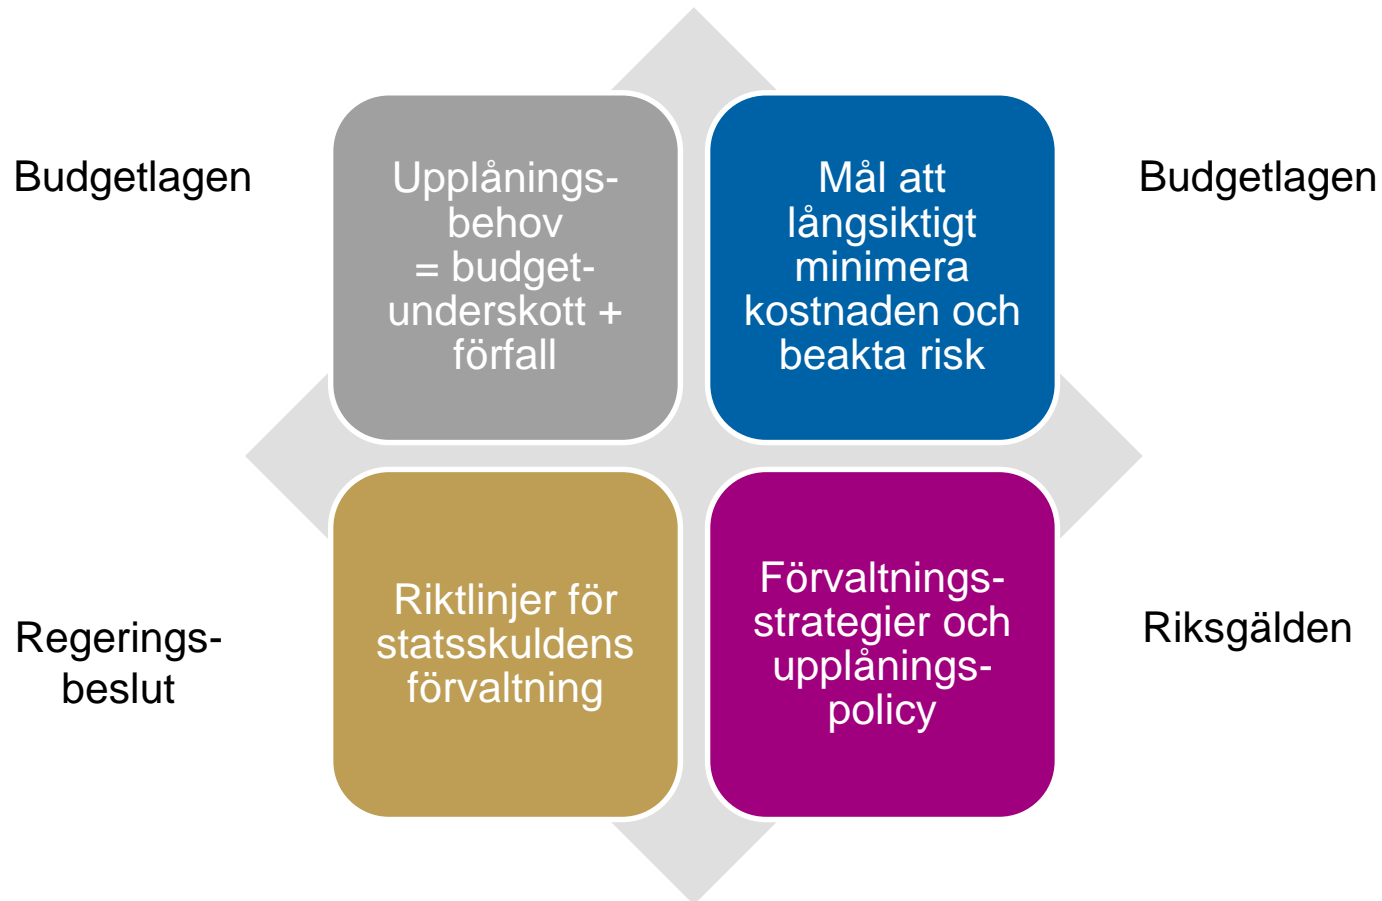 Budgetlagen
Upplånings-
behov
= budget-
underskott +
förfall
Mål att
långsiktigt
minimera
kostnaden och
beakta risk
Budgetlagen
Regerings-
beslut
Riktlinjer för
statsskuldens
förvaltning
Förvaltnings-
strategier och
upplånings-
policy
Riksgälden